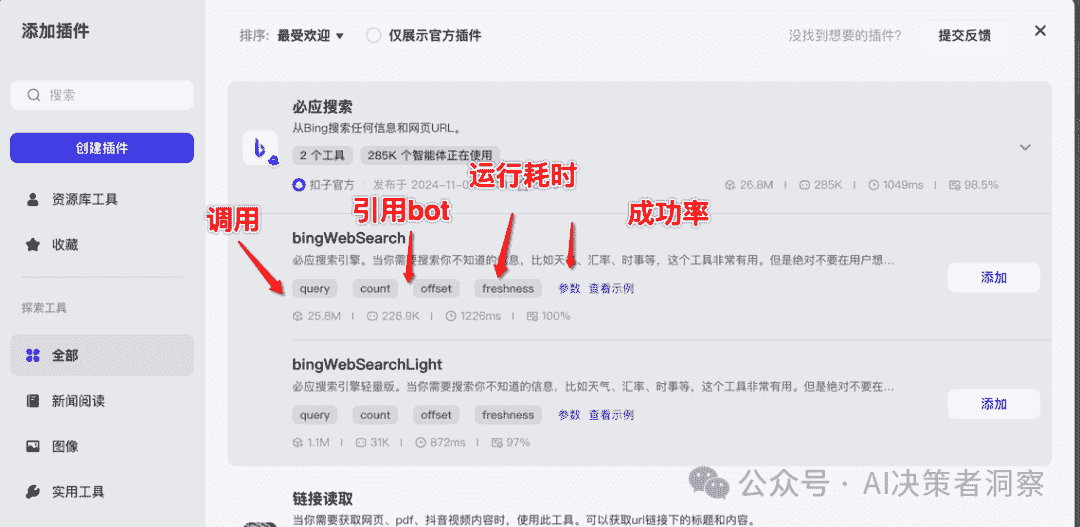 添加插件
排序: 最受欢迎
仅展示官方插件
没找到想要的插件?
提交反馈
搜索
创建插件
资源库工具
收藏
探索工具
全部
新闻阅读
图像
实用工具
必应搜索
从Bing搜索任何信息和网页URL。
2 个工具
285K 个智能体正在使用
扣子官方
发布于 2024-11-0
26.8M
285K
1049ms
98.5%
调用
引用bot
运行耗时
成功率
bingWebSearch
必应搜索引擎。当你需要搜索你不知道的信息，比如天气、汇率、时事等，这个工具非常有用。但是绝对不要在用户想...
query count offset freshness 参数 查看示例
25.8M
226.9K
1226ms
100%
添加
bingWebSearchLight
必应搜索引擎轻量版。当你需要搜索你不知道的信息，比如天气、汇率、时事等，这个工具非常有用。但是绝对不要在...
query count offset freshness 参数 查看示例
1.1M
31K
872ms
97%
添加
链接读取
当你需要获取网页、pdf、抖音视频内容时，使用此工具。可以获取url链接下的标题和内容。
公众号 · AI决策者洞察